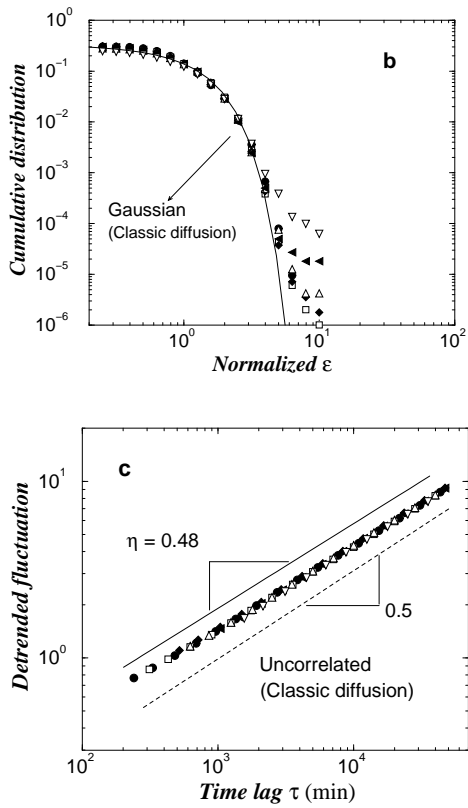 b
Cumulative distribution
10^0
10^-1
10^-2
10^-3
10^-4
10^-5
10^-6
Gaussian
(Classic diffusion)
10^0 10^1 10^2
Normalized ε
c
Detrended fluctuation
10^1
10^0
η = 0.48
0.5
Uncorrelated
(Classic diffusion)
10^2 10^3 10^4
Time lag τ (min)